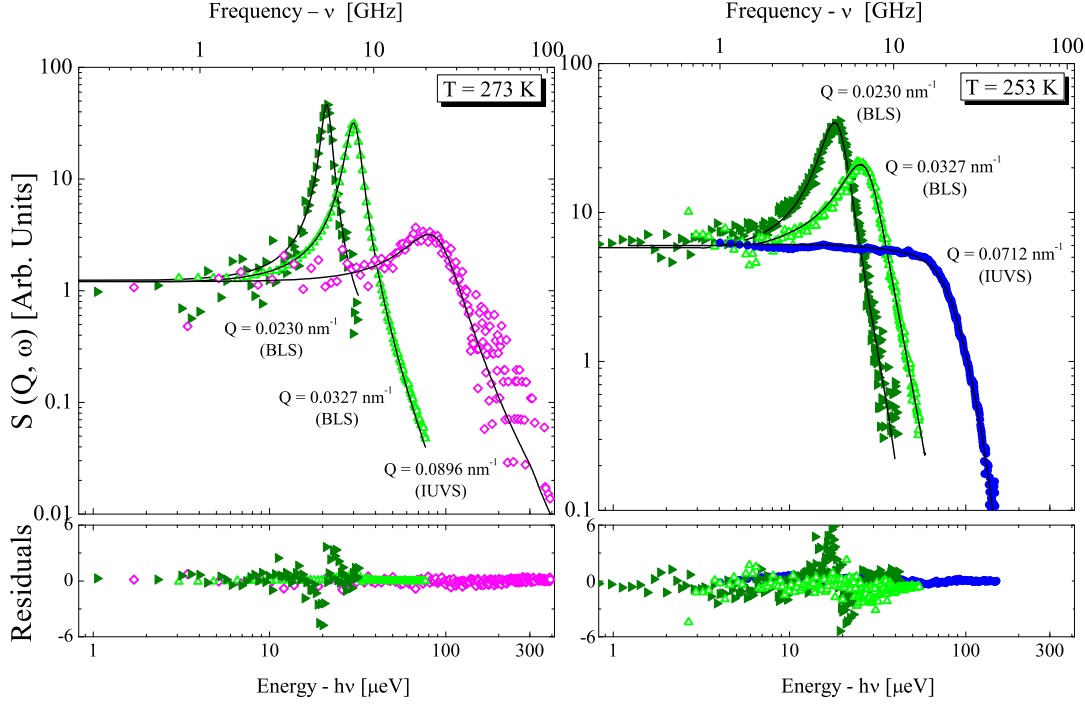 Frequency – ν [GHz]
1 10 100
T = 273 K
S (Q, ω) [Arb. Units]
100
10
1
0.1
0.01
Q = 0.0230 nm⁻¹
(BLS)
Q = 0.0327 nm⁻¹
(BLS)
Q = 0.0896 nm⁻¹
(IUVS)
Residuals
6
0
-6
1 10 100 300
Energy - hν [μeV]
Frequency - ν [GHz]
1 10 100
T = 253 K
100
10
1
0.1
Q = 0.0230 nm⁻¹
(BLS)
Q = 0.0327 nm⁻¹
(BLS)
Q = 0.0712 nm⁻¹
(IUVS)
6
0
-6
1 10 100 300
Energy - hν [μeV]